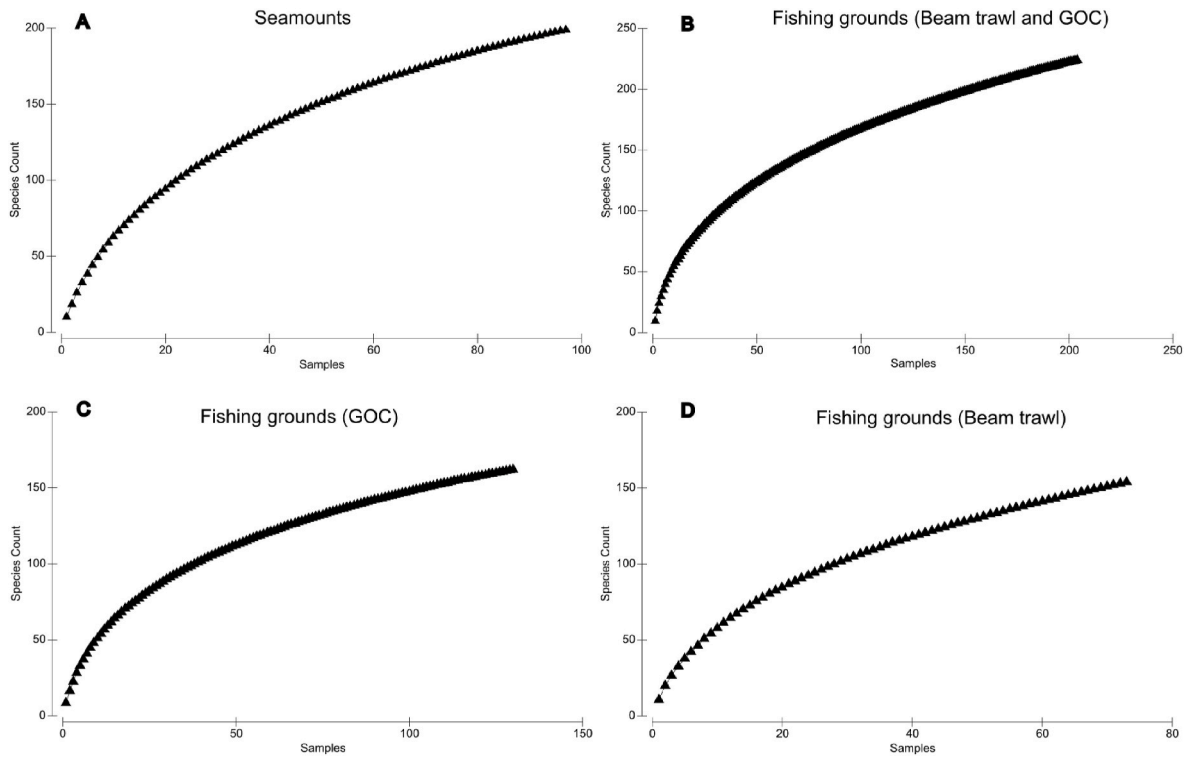 A
Seamounts
200
150
100
50
0
Species Count
0 20 40 60 80 100
Samples
B
Fishing grounds (Beam trawl and GOC)
250
200
150
100
50
0
Species Count
0 50 100 150 200 250
Samples
C
Fishing grounds (GOC)
200
150
100
50
0
Species Count
0 50 100 150
Samples
D
Fishing grounds (Beam trawl)
200
150
100
50
0
Species Count
0 20 40 60 80
Samples